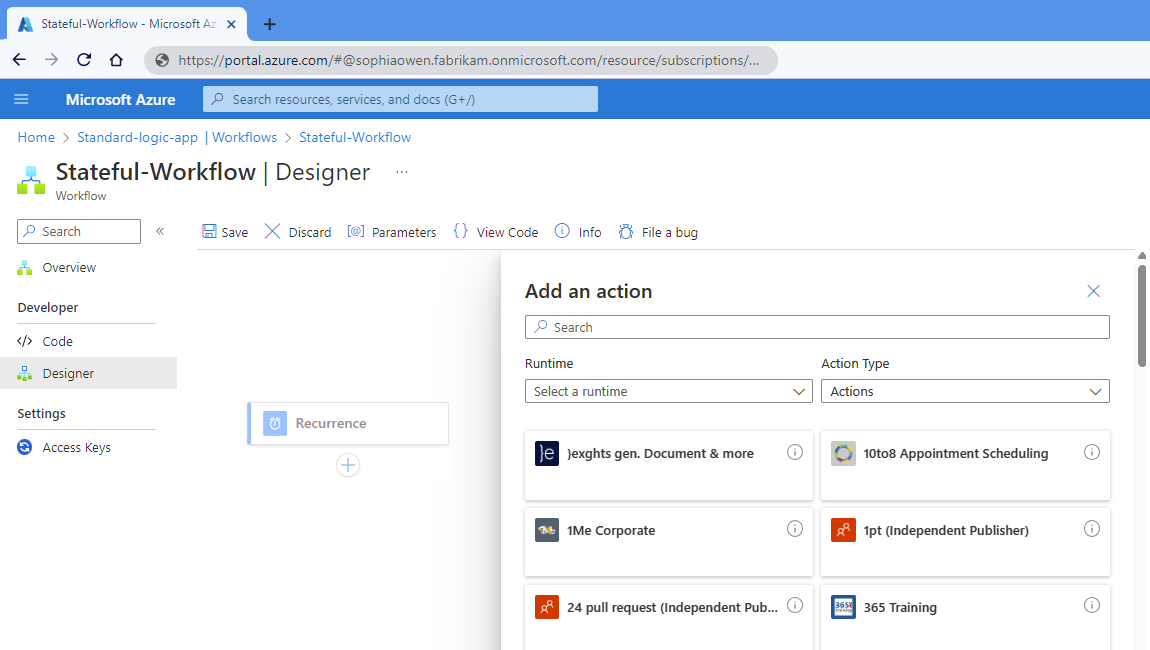 Stateful-Workflow - Microsoft Az
https://portal.azure.com/#@sophiaowen.fabrikam.onmicrosoft.com/resource/subscriptions/...
Microsoft Azure
Search resources, services, and docs (G+/)
Home > Standard-logic-app | Workflows > Stateful-Workflow
Stateful-Workflow | Designer ...
Workflow
Search «
Save Discard Parameters View Code Info File a bug
Overview
Developer
Code
Designer
Settings
Access Keys
Recurrence
Add an action
Search
Runtime Action Type
Select a runtime Actions
}exghts gen. Document & more 10to8 Appointment Scheduling
1Me Corporate 1pt (Independent Publisher)
24 pull request (Independent Pub... 365 Training